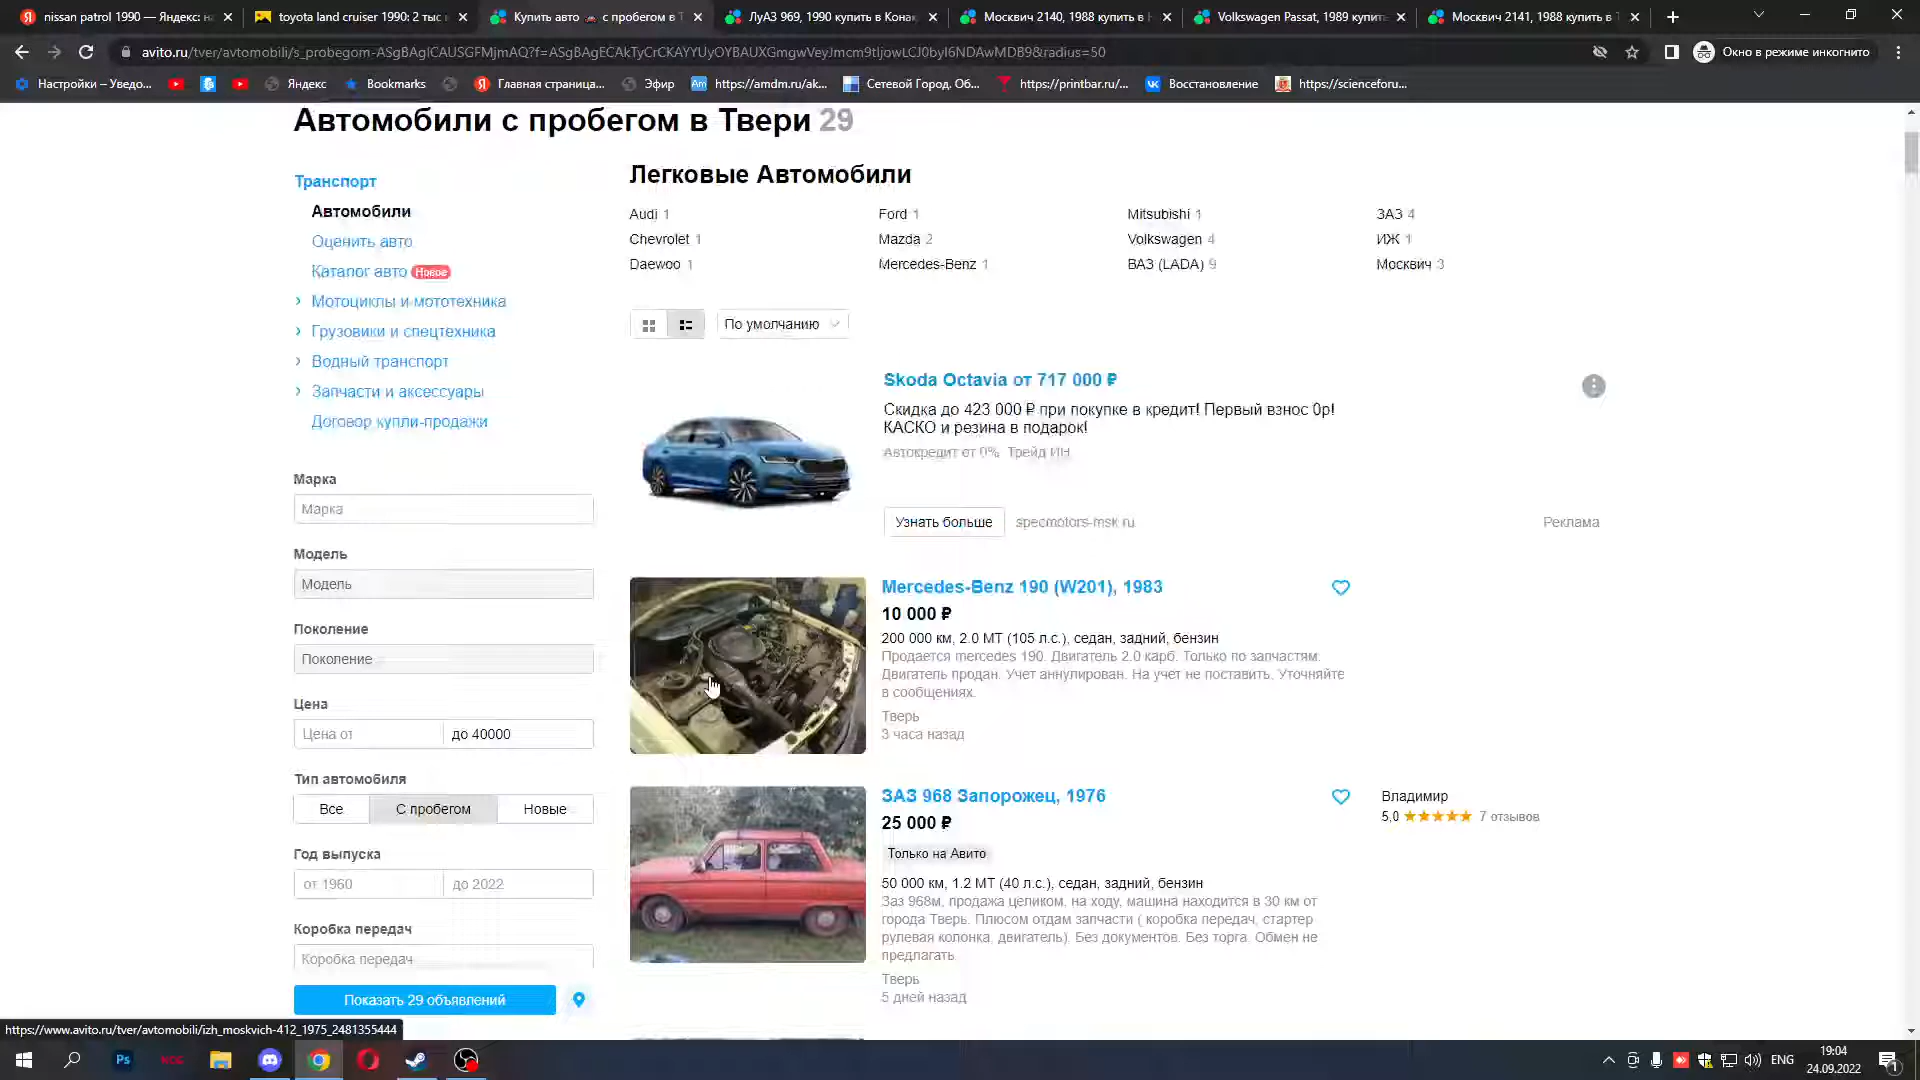 nissan patrol 1990 — Яндекс: на
toyota land cruiser 1990: 2 тыс и
Купить авто 🚗 с пробегом в Т
ЛуАЗ 969, 1990 купить в Конак
Москвич 2140, 1988 купить в
Volkswagen Passat, 1989 купить
Москвич 2141, 1988 купить в Т
Окно в режиме инкогнито
Настройки – Уведо...
Яндекс
Bookmarks
Главная страница...
Эфир
https://amdm.ru/ak...
Сетевой Город. Об...
https://printbar.ru/...
Восстановление
https://scienceforu...
Автомобили с пробегом в Твери 29
Транспорт
Автомобили
Оценить авто
Каталог авто Новое
Мотоциклы и мототехника
Грузовики и спецтехника
Водный транспорт
Запчасти и аксессуары
Договор купли-продажи
Марка
Марка
Модель
Модель
Поколение
Поколение
Цена
Цена от до 40000
Тип автомобиля
Все С пробегом Новые
Год выпуска
от 1960 до 2022
Коробка передач
Коробка передач
Показать 29 объявлений
Легковые Автомобили
Audi 1 Ford 1 Mitsubishi 1 ЗАЗ 4
Chevrolet 1 Mazda 2 Volkswagen 4 ИЖ 1
Daewoo 1 Mercedes-Benz 1 ВАЗ (LADA) 9 Москвич 3
По умолчанию
Skoda Octavia от 717 000 ₽
Скидка до 423 000 ₽ при покупке в кредит! Первый взнос 0р!
КАСКО и резина в подарок!
Автокредит от 0% Трейд ИН
Узнать больше specmotors-msk.ru Реклама
Mercedes-Benz 190 (W201), 1983
10 000 ₽
200 000 км, 2.0 MT (105 л.с.), седан, задний, бензин
Продается mercedes 190. Двигатель 2.0 карб. Только по запчастям.
Двигатель продан. Учет аннулирован. На учет не поставить. Уточняйте
в сообщениях.
Тверь
3 часа назад
ЗАЗ 968 Запорожец, 1976
25 000 ₽
Только на Авито
50 000 км, 1.2 MT (40 л.с.), седан, задний, бензин
Заз 968м, продажа целиком, на ходу, машина находится в 30 км от
города Тверь. Плюсом отдам запчасти ( коробка передач, стартер
рулевая колонка, двигатель). Без документов. Без торга. Обмен не
предлагать.
Тверь
5 дней назад
Владимир
5,0 7 отзывов
https://www.avito.ru/tver/avtomobili/izh_moskvich-412_1975_2481355444
Ps
ENG
19:04
24.09.2022
1